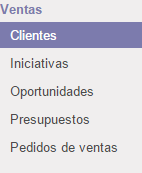 Ventas
Clientes
Iniciativas
Oportunidades
Presupuestos
Pedidos de ventas